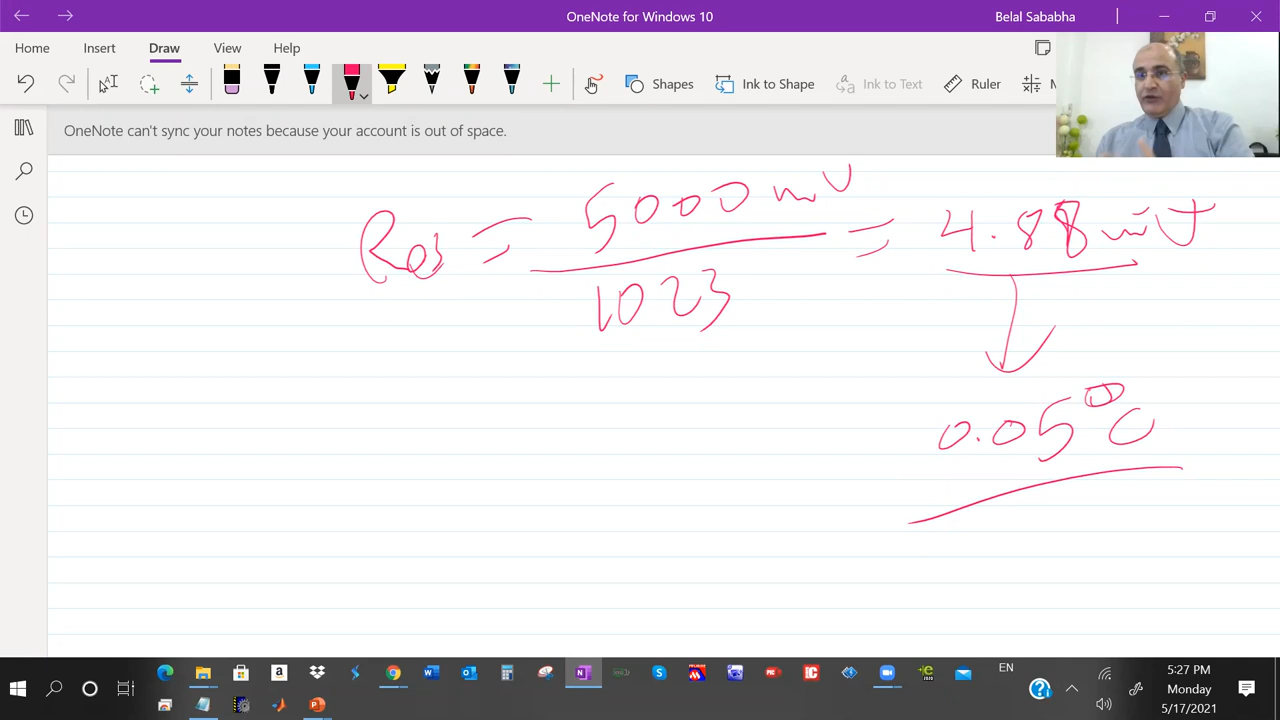 OneNote for Windows 10
Belal Sababha
Home Insert Draw View Help
Shapes Ink to Shape Ink to Text Ruler M
OneNote can't sync your notes because your account is out of space.
Res = 5000 mV / 1023 = 4.88 mV
0.05°C
EN
5:27 PM
Monday
5/17/2021